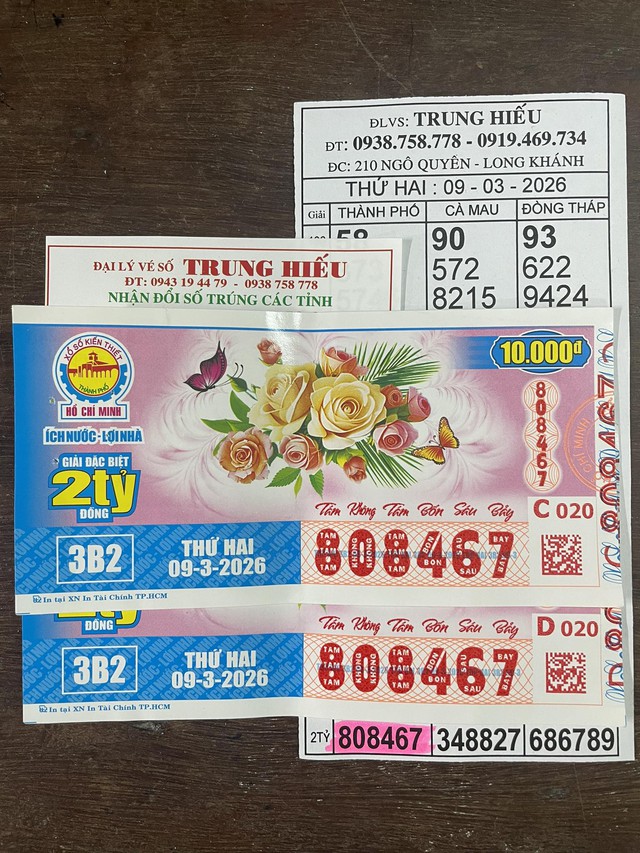 ĐLVS: TRUNG HIẾU
ĐT: 0938.758.778 - 0919.469.734
ĐC: 210 NGÔ QUYỀN - LONG KHÁNH
THỨ HAI : 09 - 03 - 2026
Giải THÀNH PHỐ CÀ MAU ĐỒNG THÁP
58 90 93
572 622
8215 9424
ĐẠI LÝ VÉ SỐ TRUNG HIẾU
ĐT: 0943 19 44 79 - 0938 758 778
NHẬN ĐỔI SỐ TRÚNG CÁC TỈNH
XỔ SỐ KIẾN THIẾT
THÀNH PHỐ
HỒ CHÍ MINH
ÍCH NƯỚC - LỢI NHÀ
GIẢI ĐẶC BIỆT
2tỷ
ĐỒNG
10.000đ
808467
Tám Không Tám Bốn Sáu Bảy
C 020
3B2
THỨ HAI
09-3-2026
808467
In tại XN In Tài Chính TP.HCM
2tỷ
ĐỒNG
Tám Không Tám Bốn Sáu Bảy
D 020
3B2
THỨ HAI
09-3-2026
808467
In tại XN In Tài Chính TP.HCM
2TỶ 808467 348827 686789